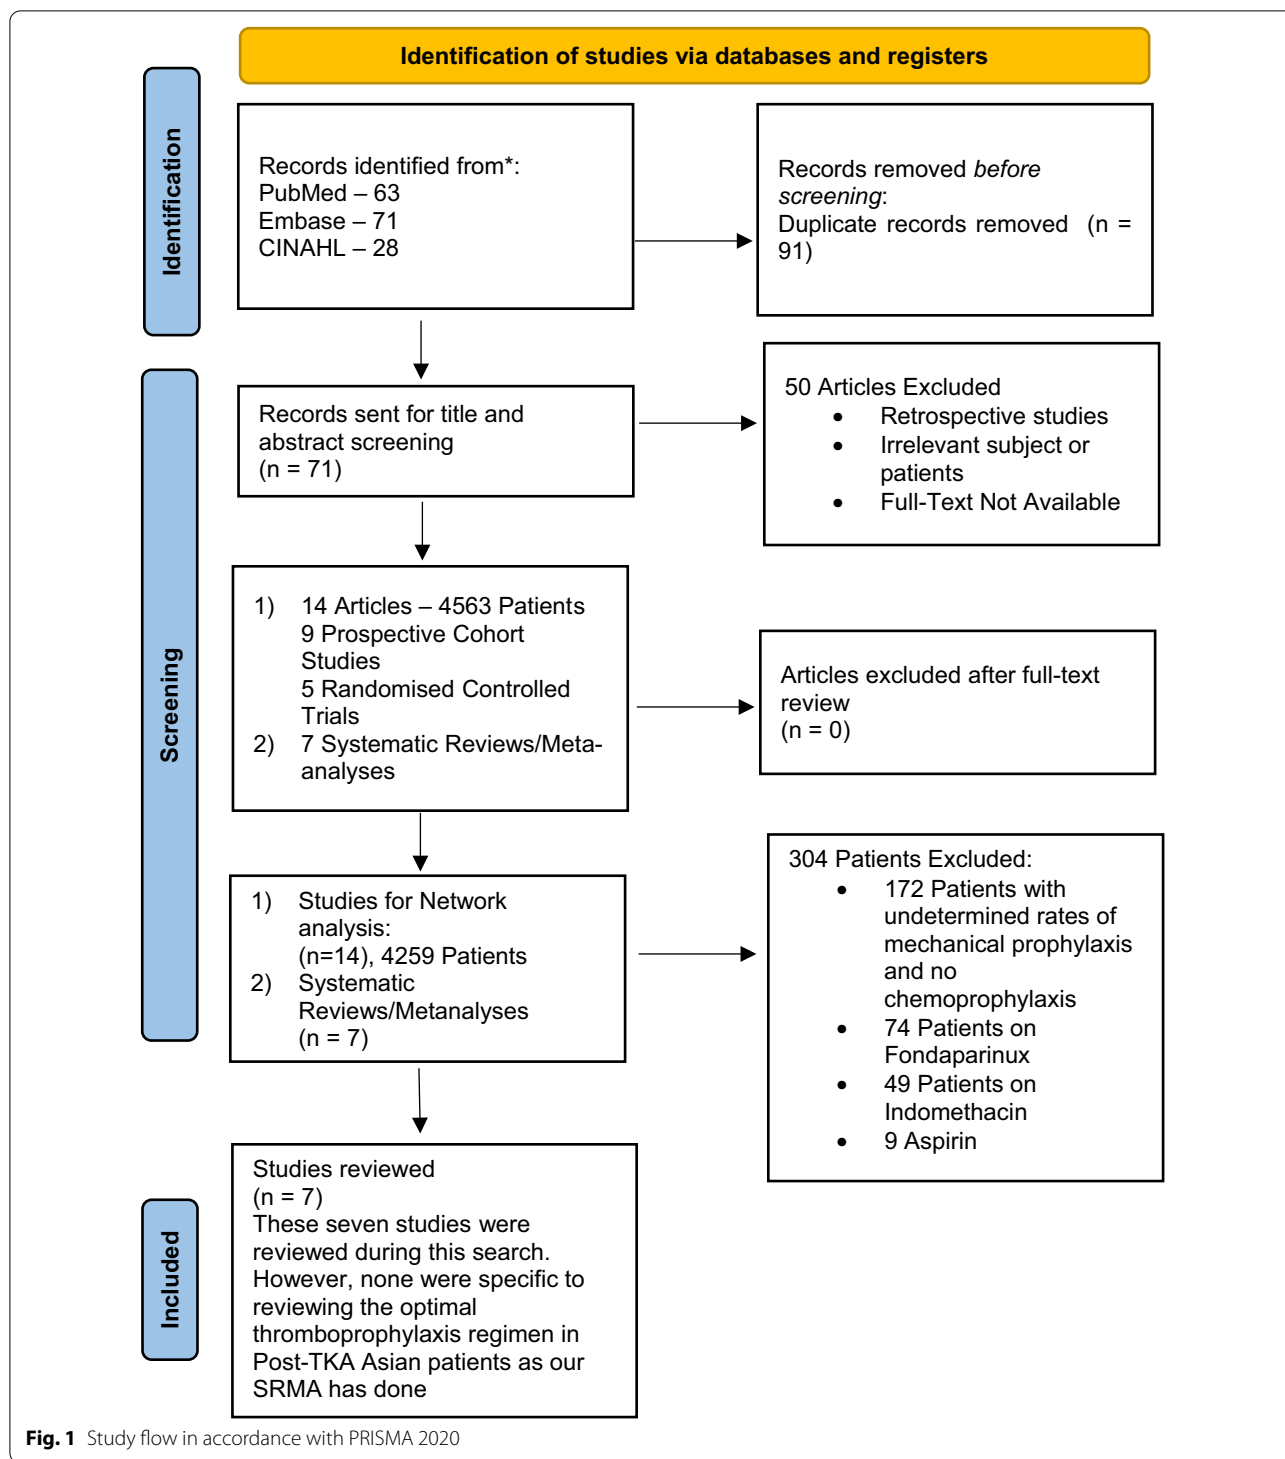 Identification of studies via databases and registers
Identification
Records identified from*:
PubMed – 63
Embase – 71
CINAHL – 28
Records removed before
screening:
Duplicate records removed (n =
91)
Screening
Records sent for title and
abstract screening
(n = 71)
50 Articles Excluded
• Retrospective studies
• Irrelevant subject or
patients
• Full-Text Not Available
1) 14 Articles – 4563 Patients
9 Prospective Cohort
Studies
5 Randomised Controlled
Trials
2) 7 Systematic Reviews/Meta-
analyses
Articles excluded after full-text
review
(n = 0)
1) Studies for Network
analysis:
(n=14), 4259 Patients
2) Systematic
Reviews/Metanalyses
(n = 7)
304 Patients Excluded:
• 172 Patients with
undetermined rates of
mechanical prophylaxis
and no
chemoprophylaxis
• 74 Patients on
Fondaparinux
• 49 Patients on
Indomethacin
• 9 Aspirin
Included
Studies reviewed
(n = 7)
These seven studies were
reviewed during this search.
However, none were specific to
reviewing the optimal
thromboprophylaxis regimen in
Post-TKA Asian patients as our
SRMA has done
Fig. 1 Study flow in accordance with PRISMA 2020